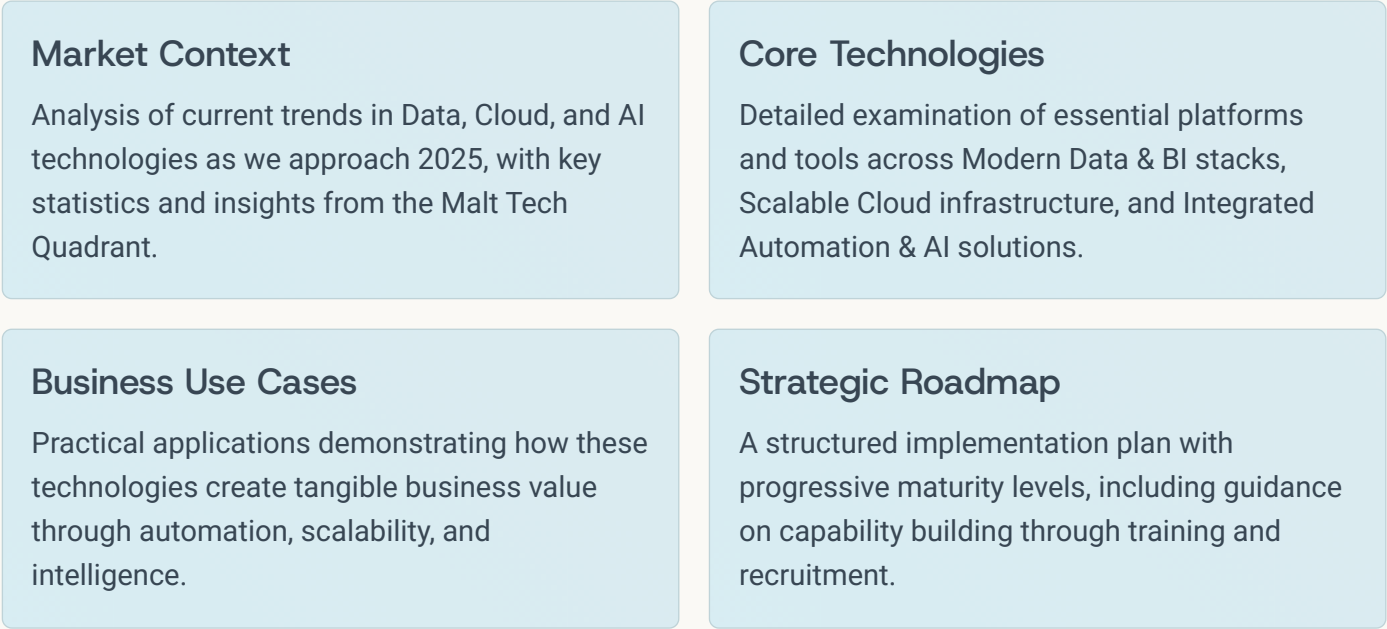 Market Context
Analysis of current trends in Data, Cloud, and AI
technologies as we approach 2025, with key
statistics and insights from the Malt Tech
Quadrant.
Core Technologies
Detailed examination of essential platforms
and tools across Modern Data & BI stacks,
Scalable Cloud infrastructure, and Integrated
Automation & AI solutions.
Business Use Cases
Practical applications demonstrating how these
technologies create tangible business value
through automation, scalability, and
intelligence.
Strategic Roadmap
A structured implementation plan with
progressive maturity levels, including guidance
on capability building through training and
recruitment.